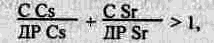 С Cs / ДР Cs + С Sr / ДР Sr > 1,